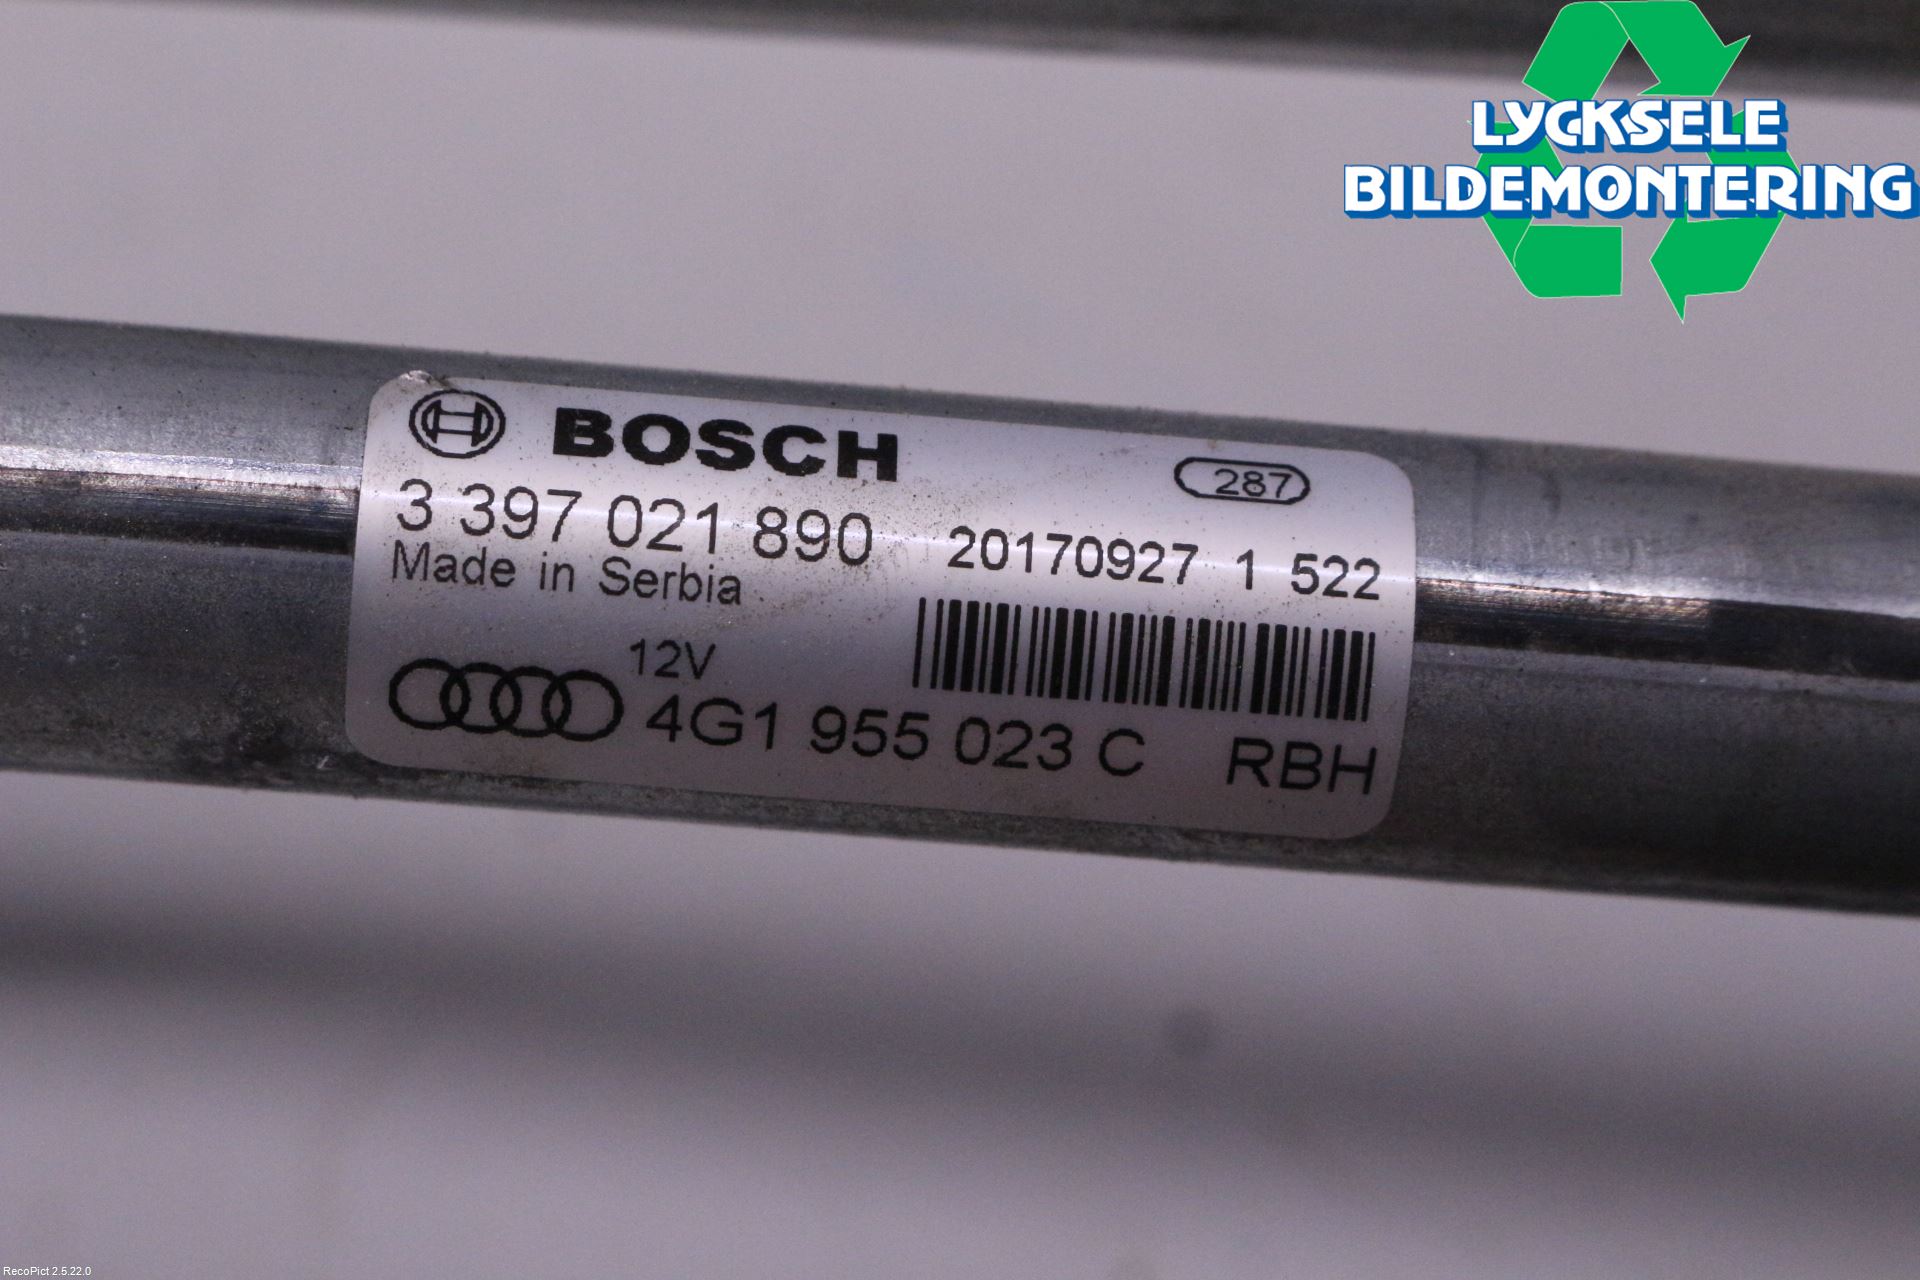 LYCKSELE
BILDEMONTERING
BOSCH
287
3 397 021 890 20170927 1 522
Made in Serbia
12V
4G1 955 023 C RBH
RecoPict 2.5.22.0